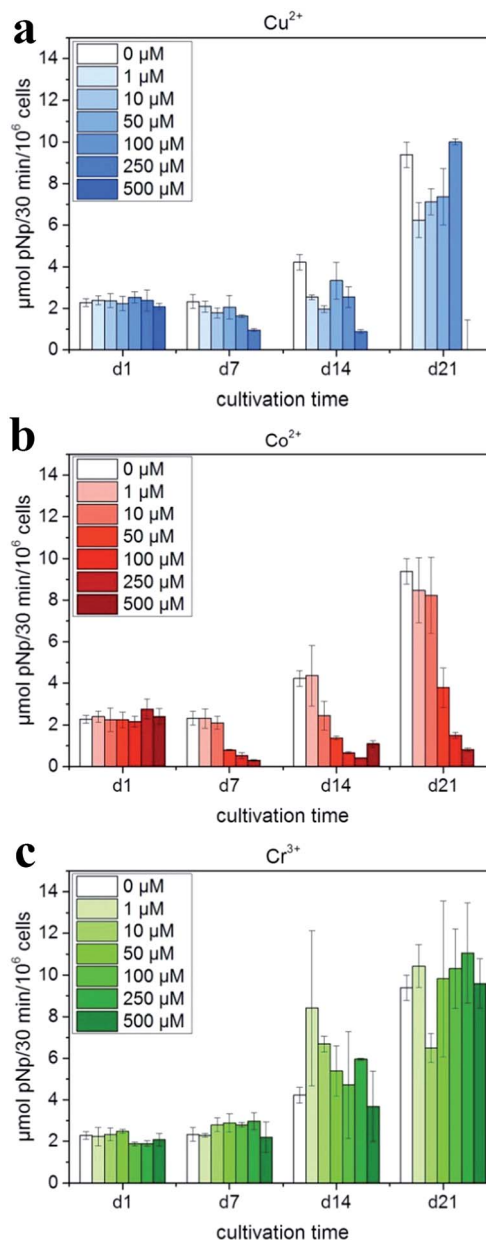 a
Cu²⁺
0 µM
1 µM
10 µM
50 µM
100 µM
250 µM
500 µM
14
12
10
8
6
4
2
0
µmol pNp/30 min/10⁶ cells
d1 d7 d14 d21
cultivation time
b
Co²⁺
0 µM
1 µM
10 µM
50 µM
100 µM
250 µM
500 µM
14
12
10
8
6
4
2
0
µmol pNp/30 min/10⁶ cells
d1 d7 d14 d21
cultivation time
c
Cr³⁺
0 µM
1 µM
10 µM
50 µM
100 µM
250 µM
500 µM
14
12
10
8
6
4
2
0
µmol pNp/30 min/10⁶ cells
d1 d7 d14 d21
cultivation time